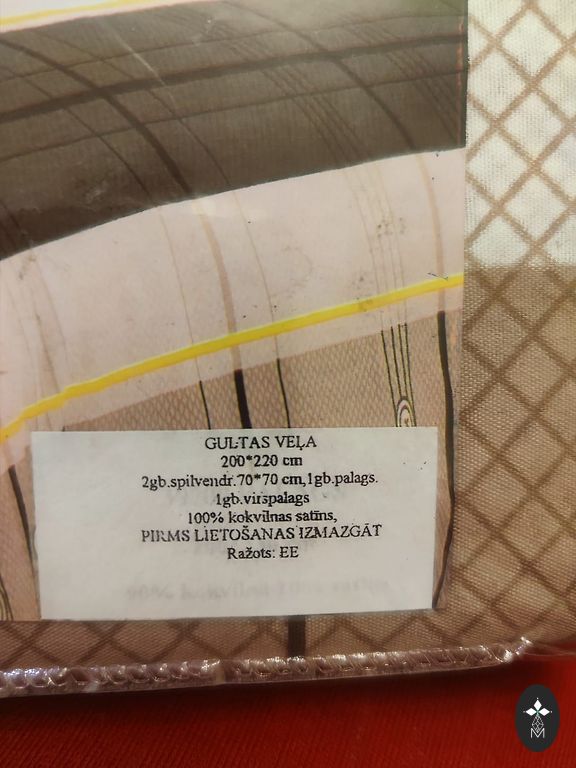 GULTAS VEĻA
200*220 cm
2gb.spilvendr.70*70 cm,1gb.palags.
1gb.virspalags
100% kokvilnas satīns,
PIRMS LIETOŠANAS IZMAZGĀT
Ražots: EE
M